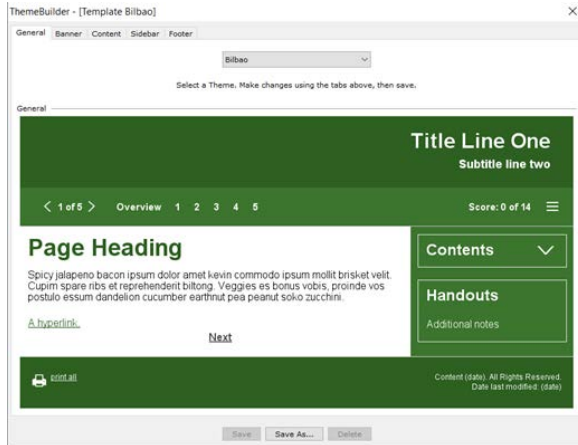 ThemeBuilder - [Template Bilbao]
General Banner Content Sidebar Footer
Bilbao
Select a Theme. Make changes using the tabs above, then save.
General
Title Line One
Subtitle line two
1 of 5 Overview 1 2 3 4 5 Score: 0 of 14
Page Heading
Spicy jalapeno bacon ipsum dolor amet kevin commodo ipsum mollit brisket velit.
Cupim spare ribs et reprehenderit biltong. Veggies es bonus vobis, proinde vos
postulo essum dandelion cucumber earthnut pea peanut soko zucchini.
A hyperlink.
Next
Contents
Handouts
Additional notes
print all
Content (date). All Rights Reserved.
Date last modified: (date)
Save Save As... Delete